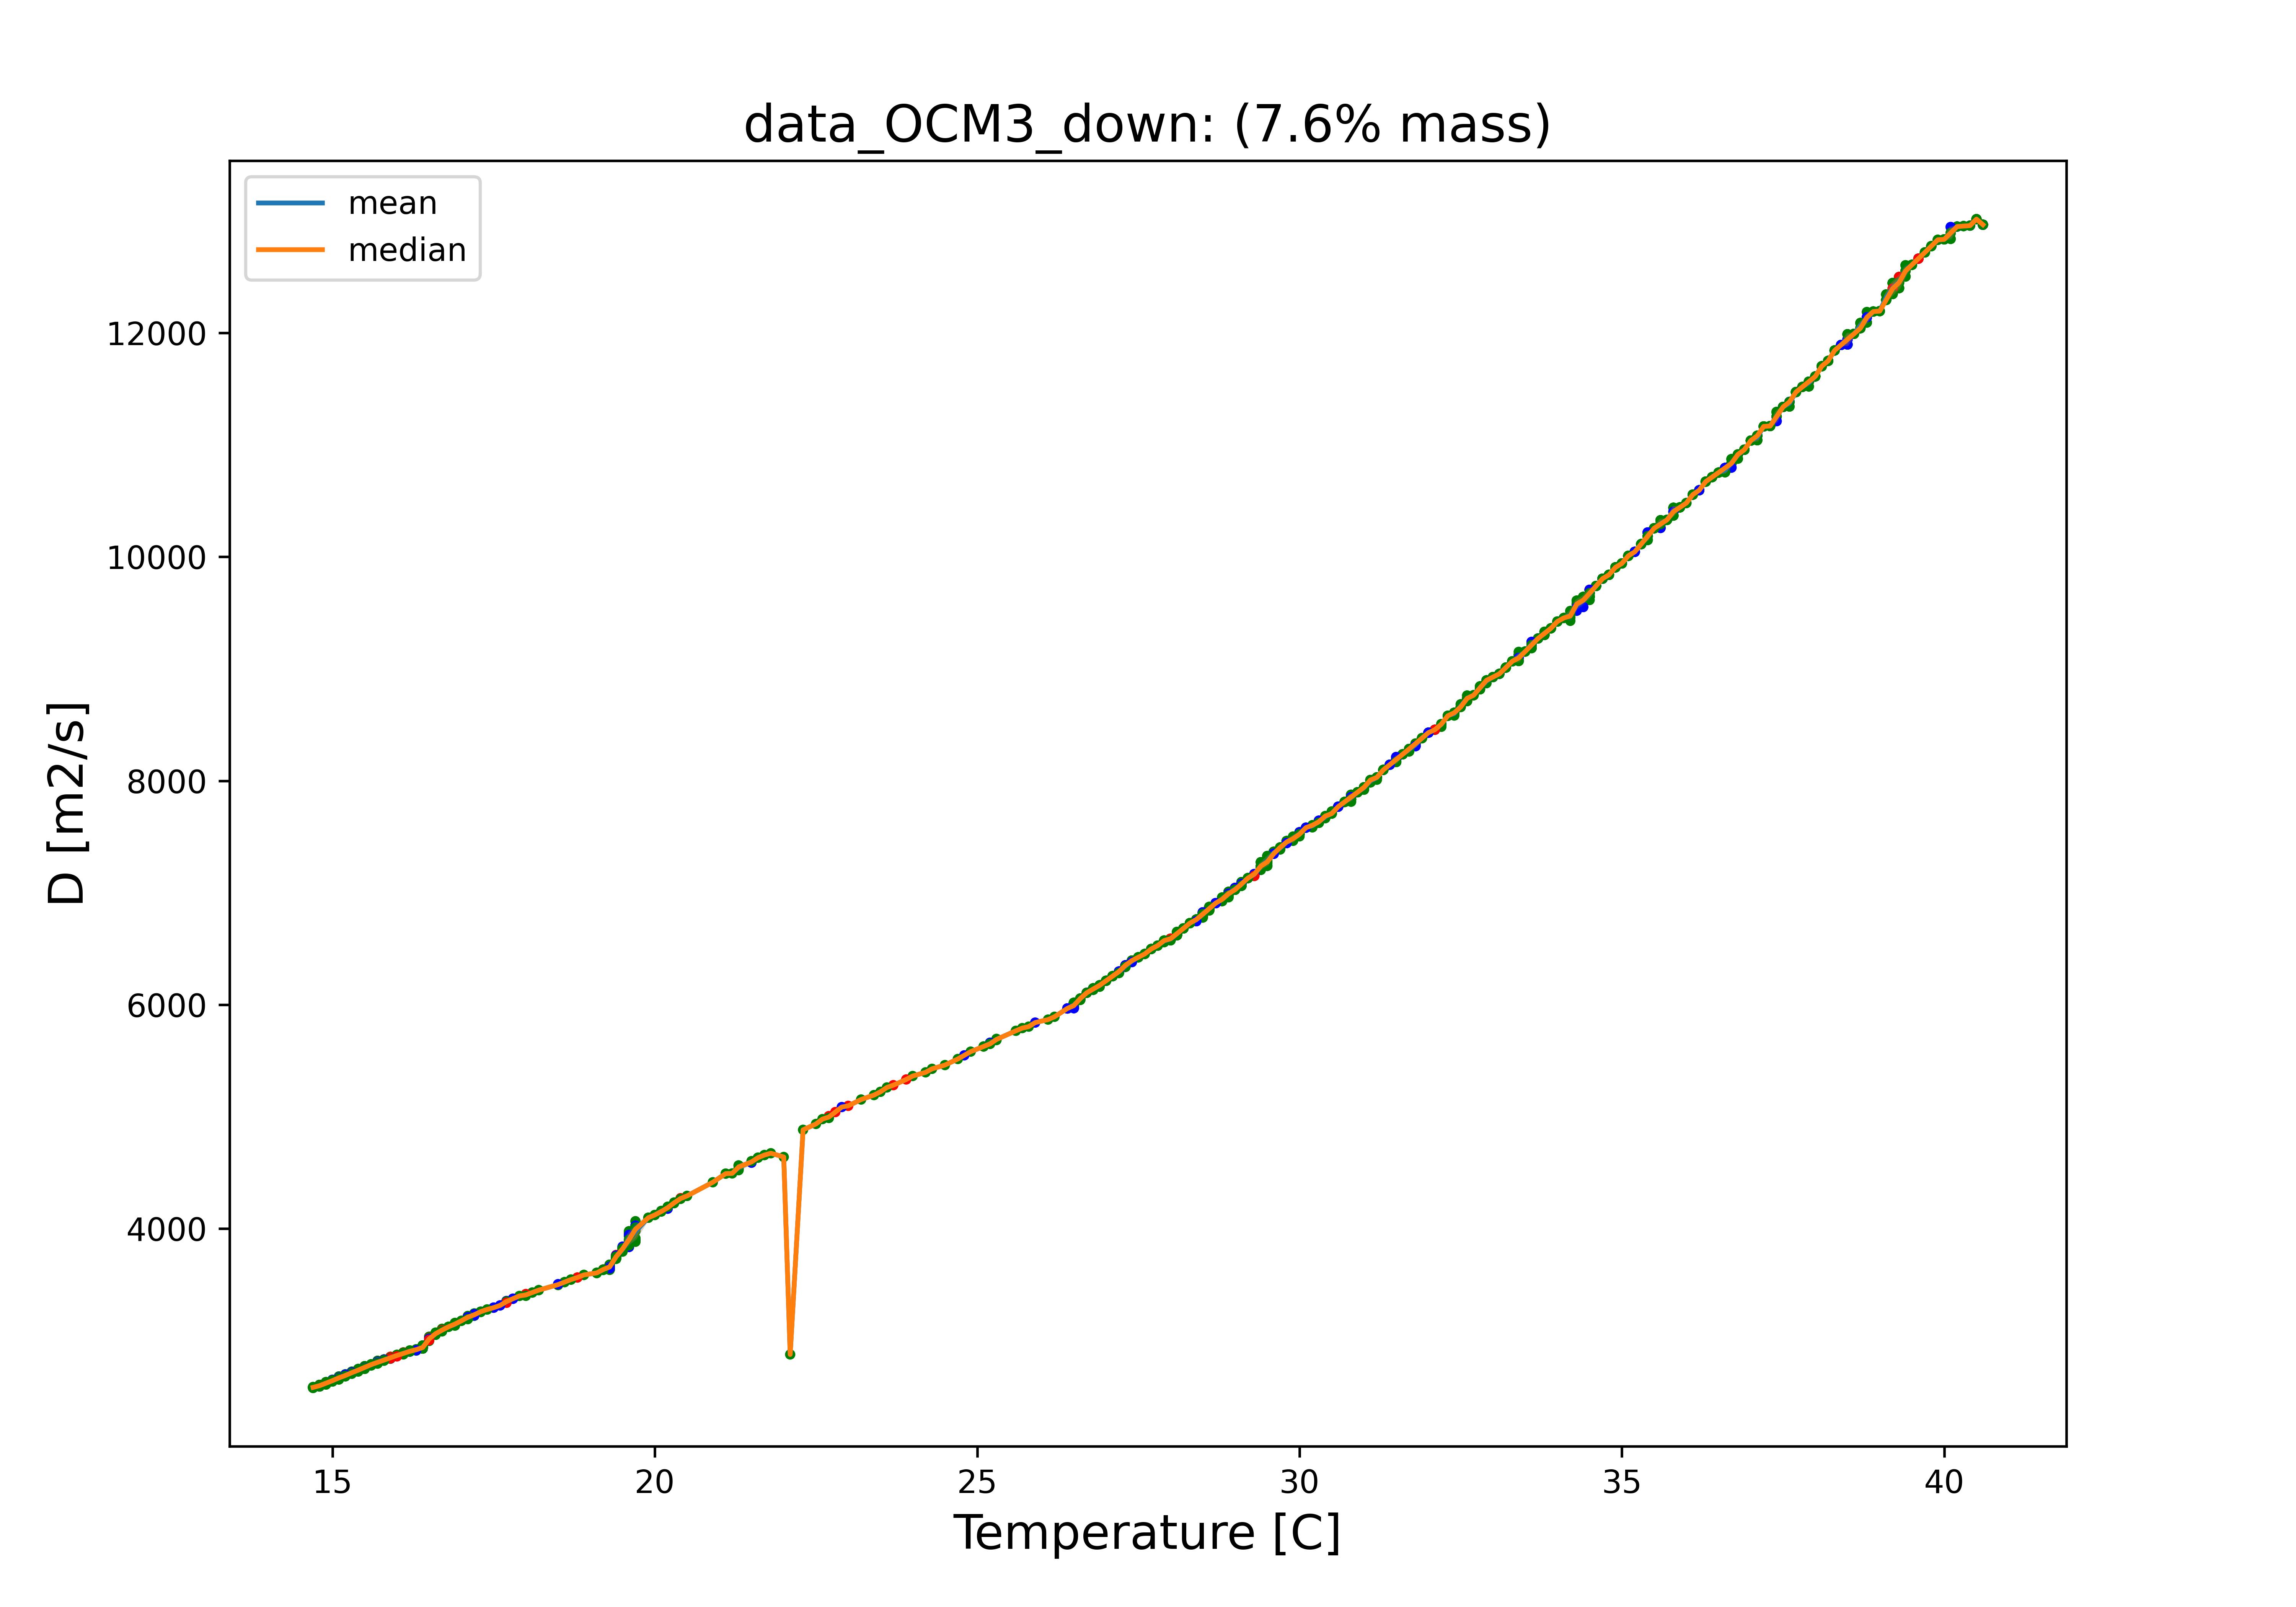 data_OCM3_down: (7.6% mass)
mean
median
12000
10000
8000
6000
4000
D [m2/s]
15 20 25 30 35 40
Temperature [C]